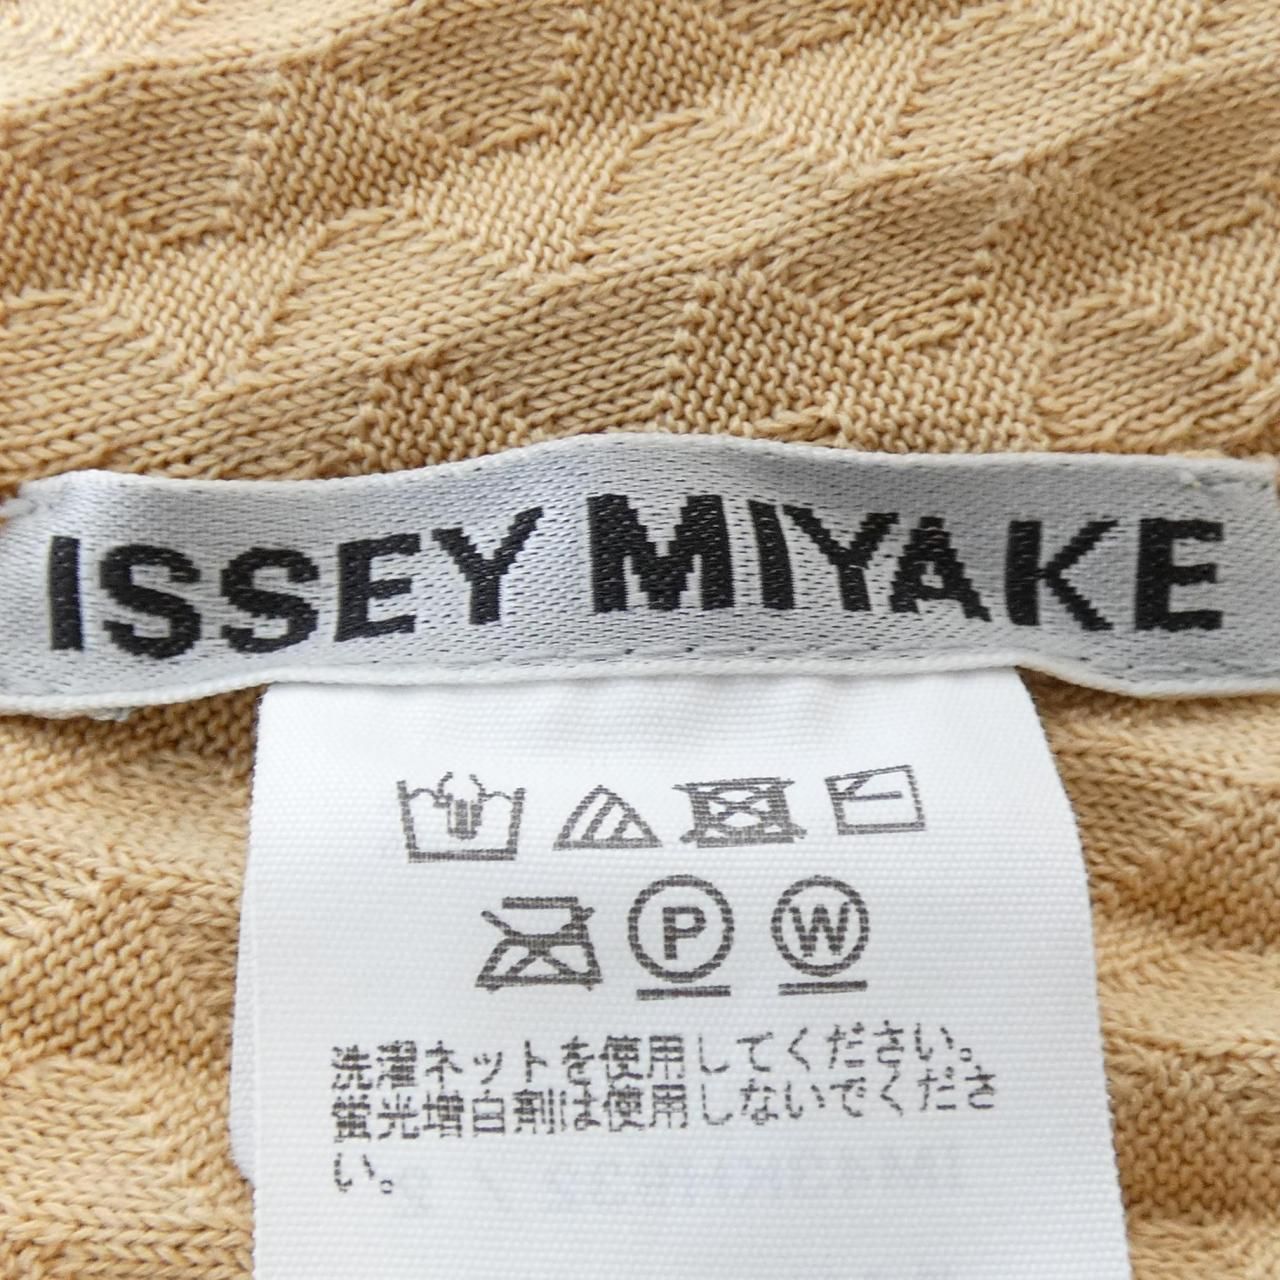 ISSEY MIYAKE
P W
洗濯ネットを使用してください。
蛍光増白剤は使用しないでくださ
い。